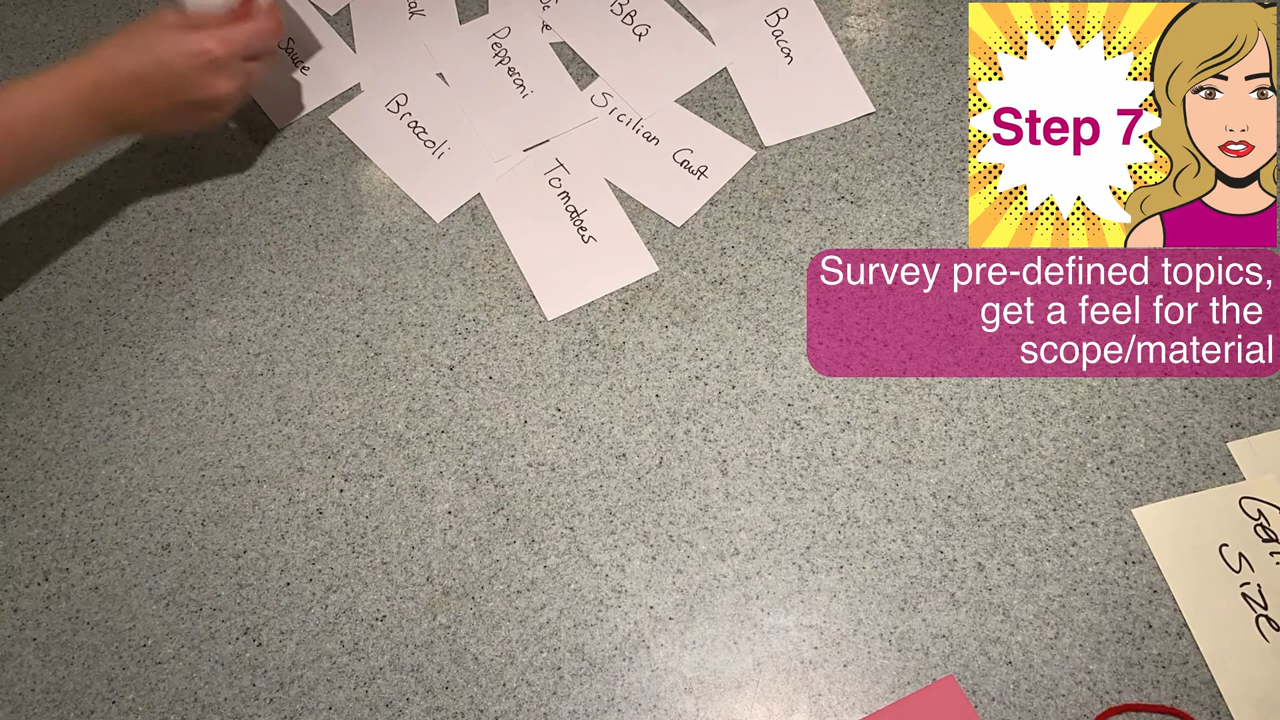 Sauce
Broccoli
Pepperoni
BBQ
Bacon
Sicilian Crust
Tomatoes
Step 7
Survey pre-defined topics,
get a feel for the
scope/material
Size